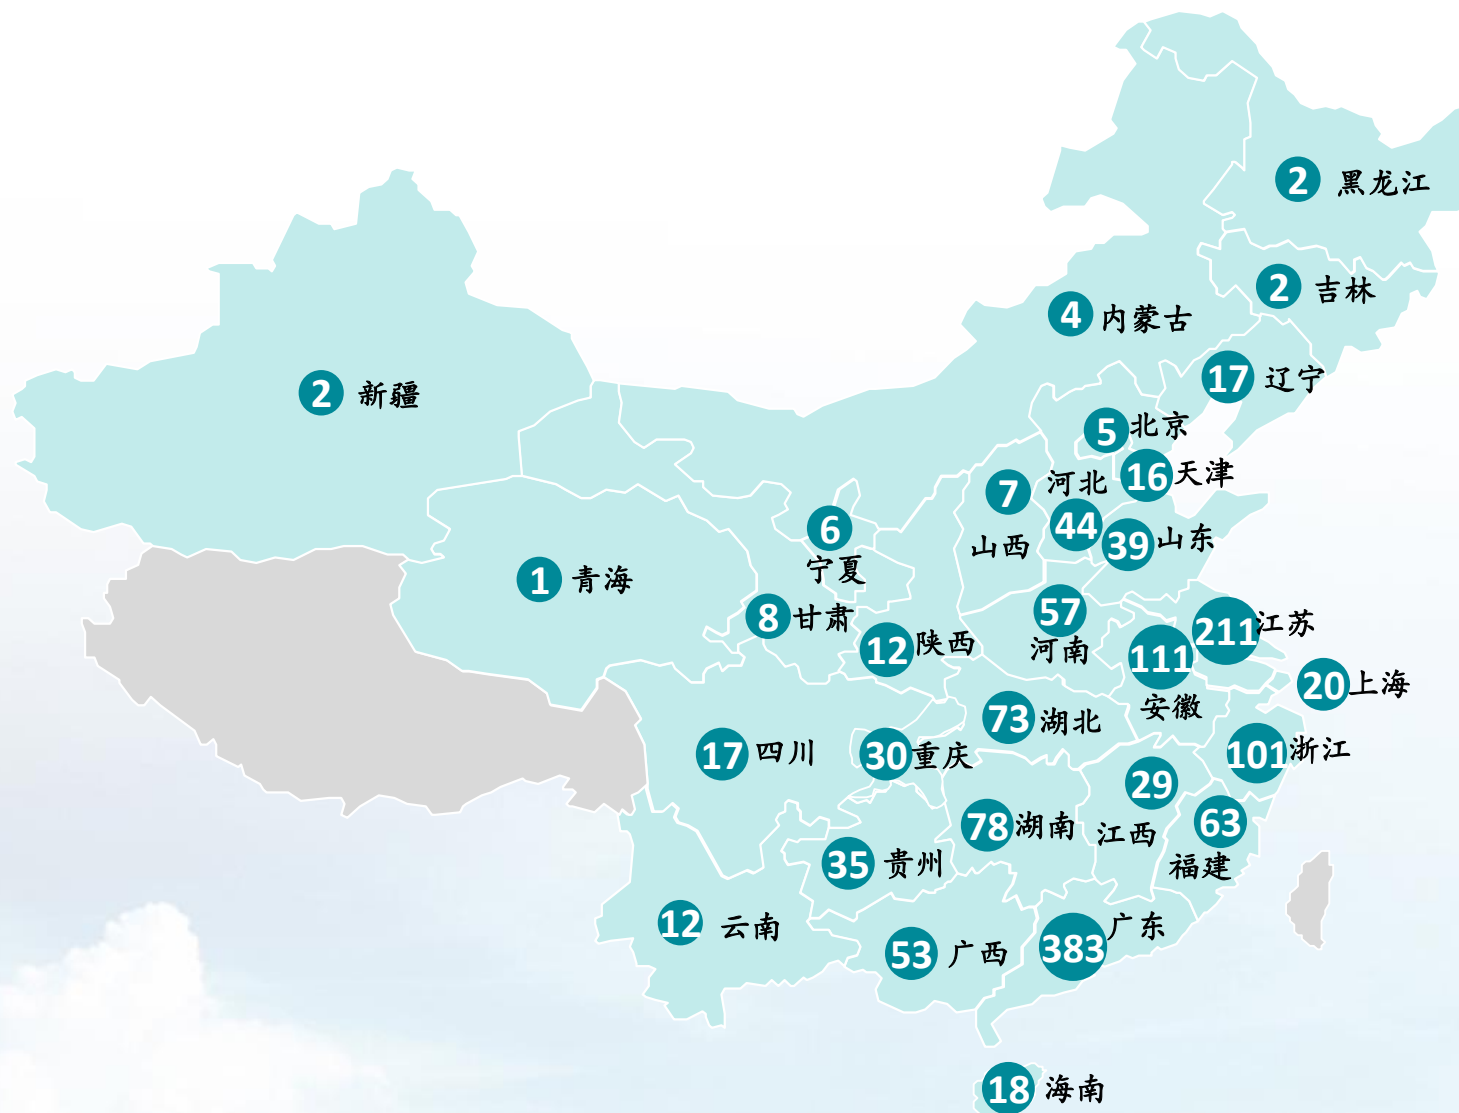 2 黑龙江
2 吉林
4 内蒙古
17 辽宁
2 新疆
5 北京
16 天津
河北
44
7
山西
39 山东
6
宁夏
1 青海
8 甘肃
57
河南
211 江苏
12 陕西
111
安徽
20 上海
73 湖北
17 四川
30 重庆
101 浙江
29
江西
63
福建
78 湖南
35 贵州
12 云南
53 广西
383 广东
18 海南